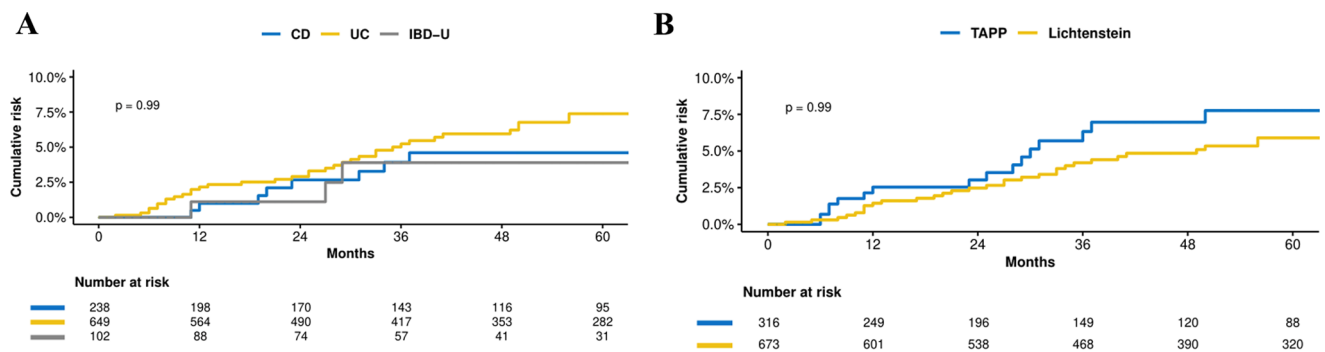 A
CD UC IBD-U
10.0%
7.5%
5.0%
2.5%
0.0%
Cumulative risk
p = 0.99
0 12 24 36 48 60
Months
Number at risk
238 198 170 143 116 95
649 564 490 417 353 282
102 88 74 57 41 31
B
TAPP Lichtenstein
10.0%
7.5%
5.0%
2.5%
0.0%
Cumulative risk
p = 0.99
0 12 24 36 48 60
Months
Number at risk
316 249 196 149 120 88
673 601 538 468 390 320